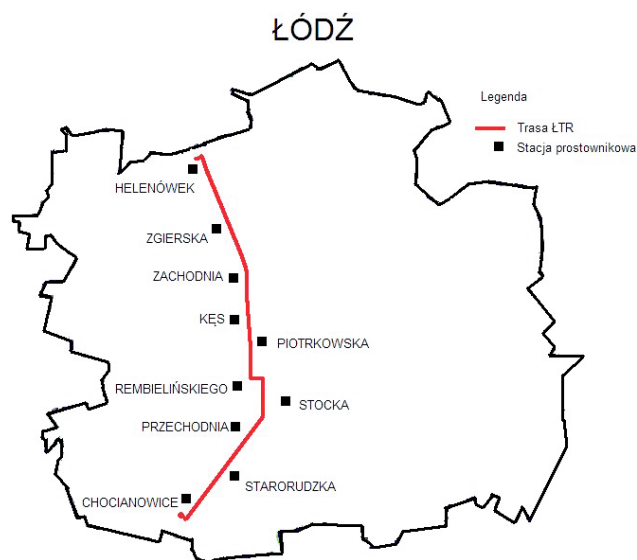 ŁÓDŹ
Legenda
Trasa ŁTR
Stacja prostownikowa
HELENÓWEK
ZGIERSKA
ZACHODNIA
KĘS
PIOTRKOWSKA
REMBIELIŃSKIEGO
STOCKA
PRZECHODNIA
STARORUDZKA
CHOCIANOWICE